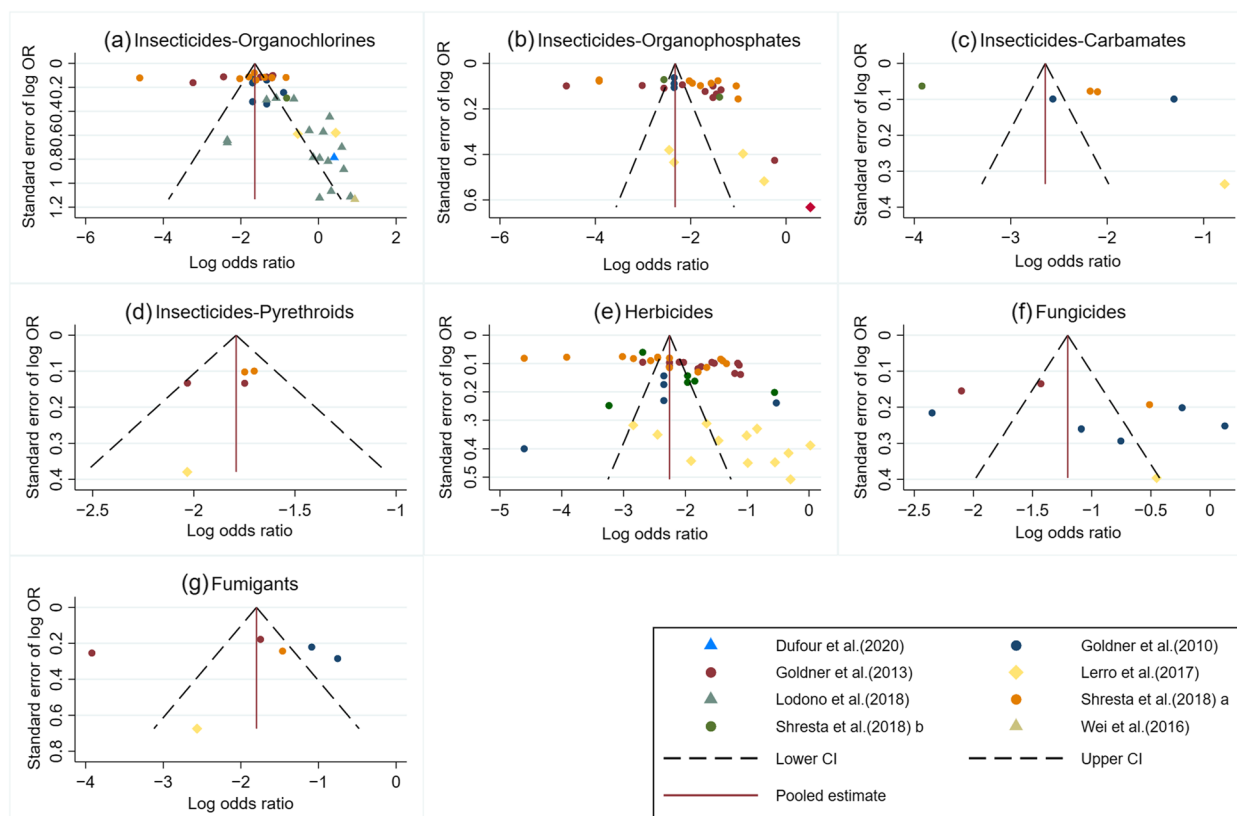 (a) Insecticides-Organochlorines
Standard error of log OR
0
0.2
0.4
0.6
0.8
1
1.2
−6
−4
−2
0
2
Log odds ratio
(b) Insecticides-Organophosphates
Standard error of log OR
0
0.2
0.4
0.6
−6
−4
−2
0
Log odds ratio
(c) Insecticides-Carbamates
Standard error of log OR
0
0.1
0.2
0.3
0.4
−4
−3
−2
−1
Log odds ratio
(d) Insecticides-Pyrethroids
Standard error of log OR
0
0.1
0.2
0.3
0.4
−2.5
−2
−1.5
−1
Log odds ratio
(e) Herbicides
Standard error of log OR
0
0.1
0.2
0.3
0.4
0.5
−5
−4
−3
−2
−1
0
Log odds ratio
(f) Fungicides
Standard error of log OR
0
0.1
0.2
0.3
0.4
−2.5
−2
−1.5
−1
−0.5
0
Log odds ratio
(g) Fumigants
Standard error of log OR
0
0.2
0.4
0.6
0.8
−4
−3
−2
−1
0
Log odds ratio
Dufour et al.(2020) Goldner et al.(2010)
Goldner et al.(2013) Lerro et al.(2017)
Lodono et al.(2018) Shresta et al.(2018) a
Shresta et al.(2018) b Wei et al.(2016)
Lower CI Upper CI
Pooled estimate